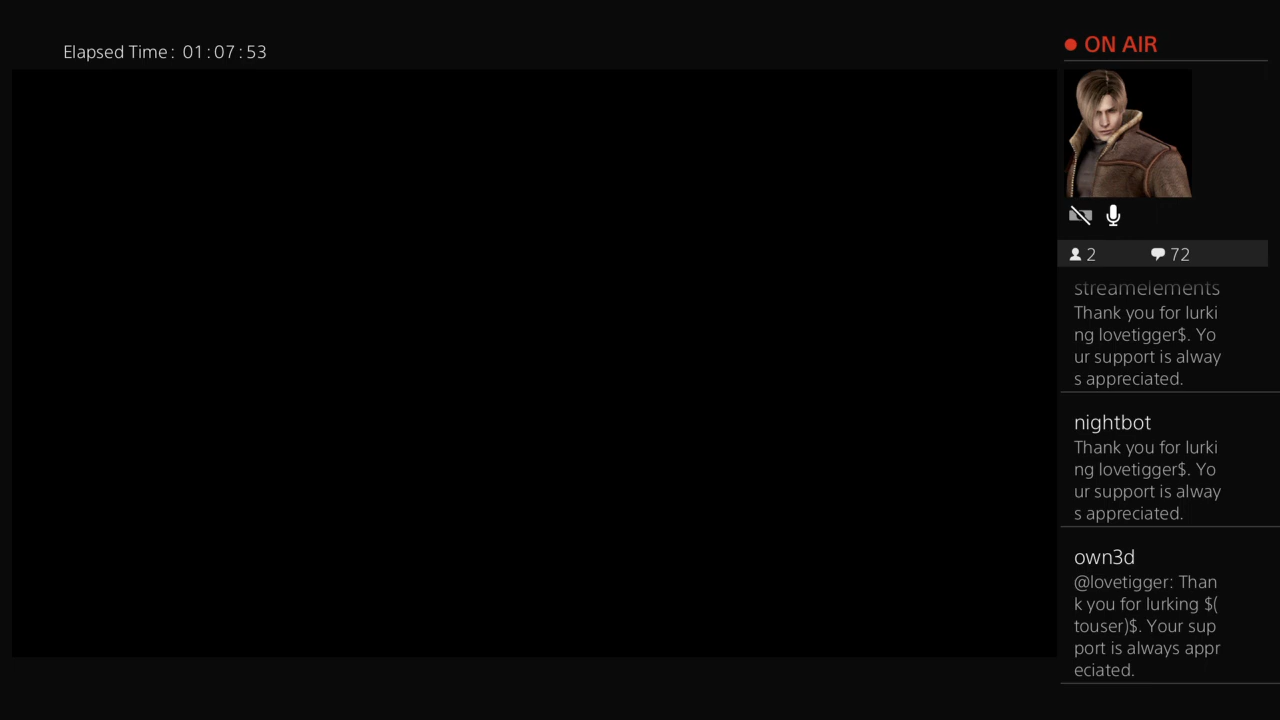 Elapsed Time: 01:07:53
ON AIR
2 72
streamelements
Thank you for lurki
ng lovetigger$. Yo
ur support is alway
s appreciated.
nightbot
Thank you for lurki
ng lovetigger$. Yo
ur support is alway
s appreciated.
own3d
@lovetigger: Than
k you for lurking $(
touser)$. Your sup
port is always appr
eciated.